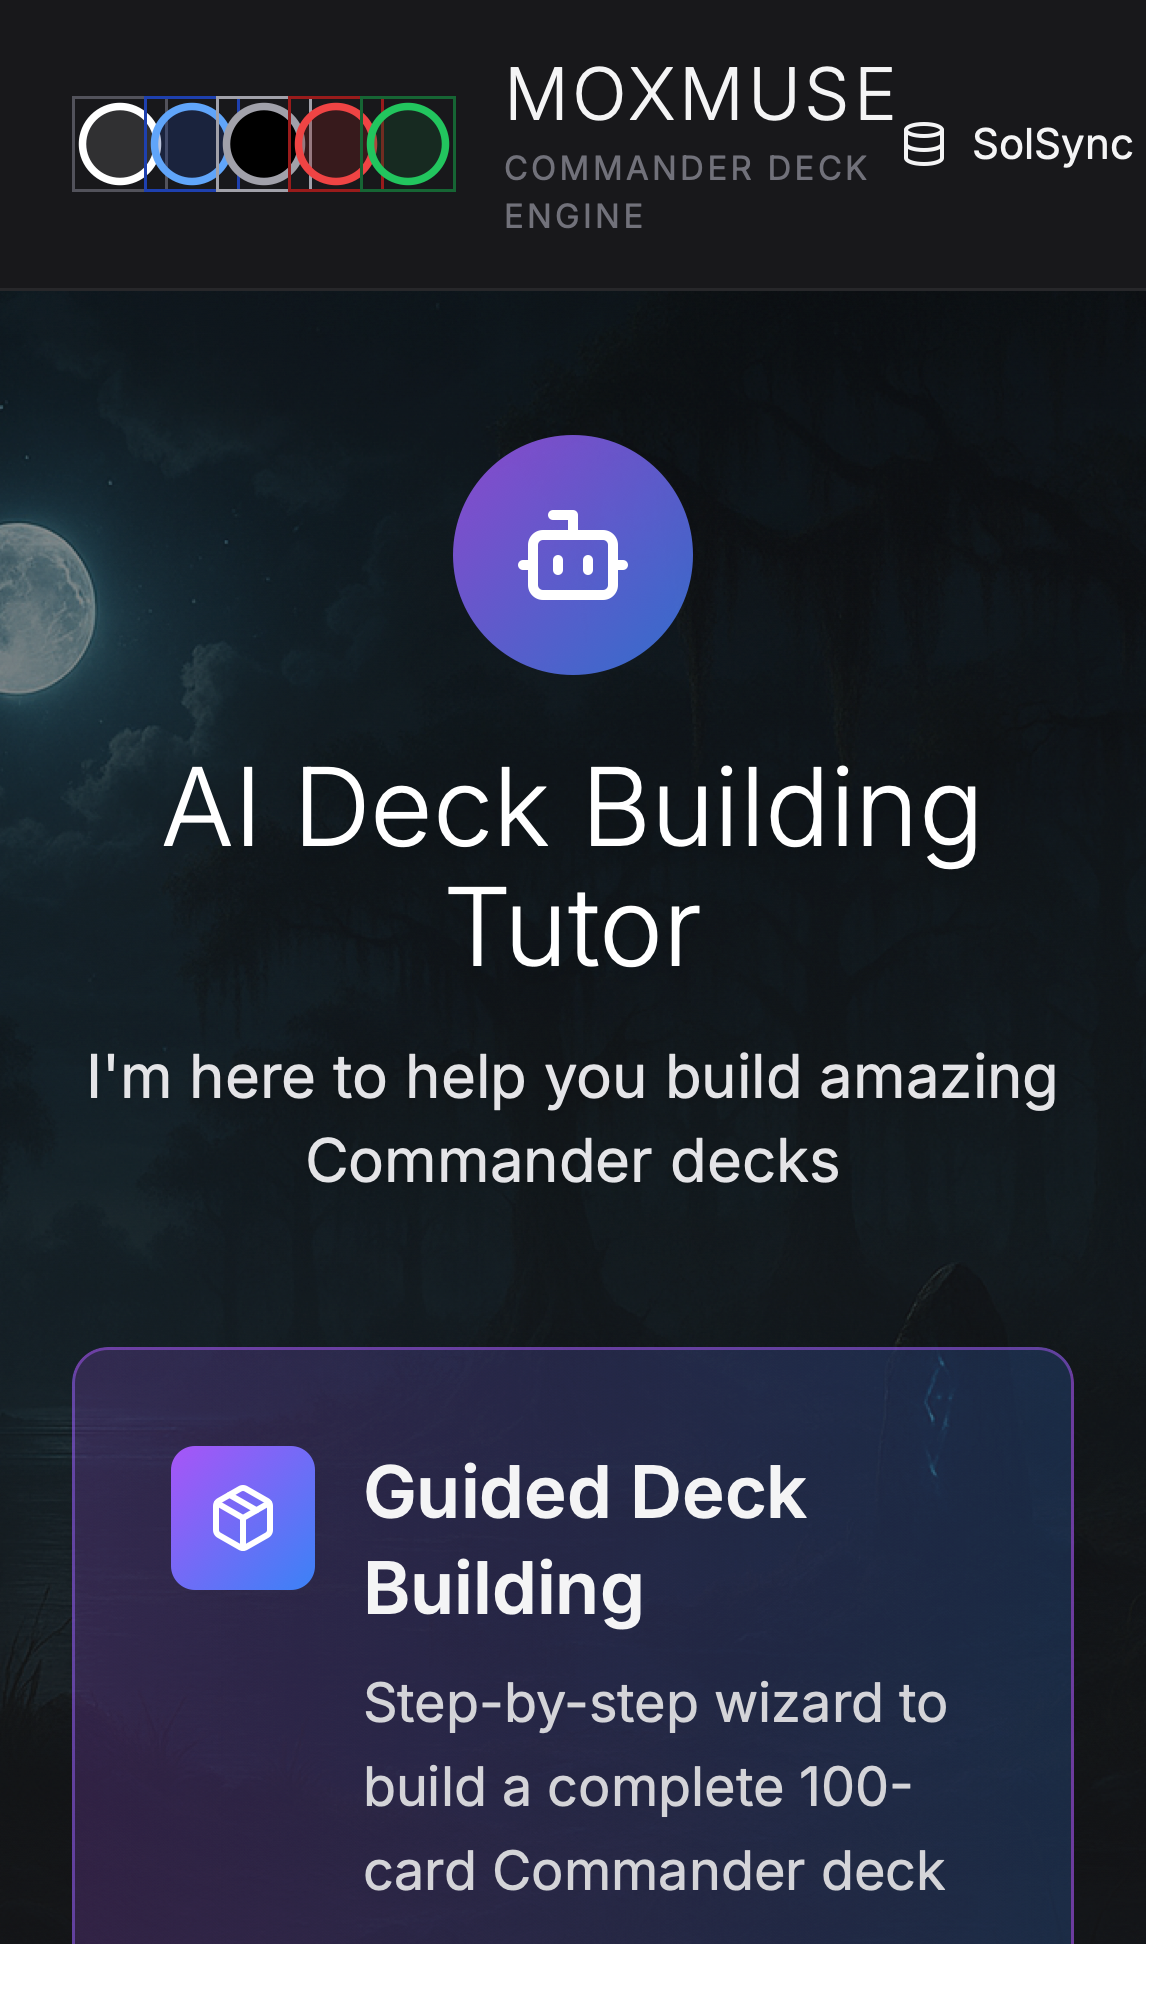 MOXMUSE
COMMANDER DECK
ENGINE
SolSync
AI Deck Building
Tutor
I'm here to help you build amazing
Commander decks
Guided Deck
Building
Step-by-step wizard to
build a complete 100-
card Commander deck